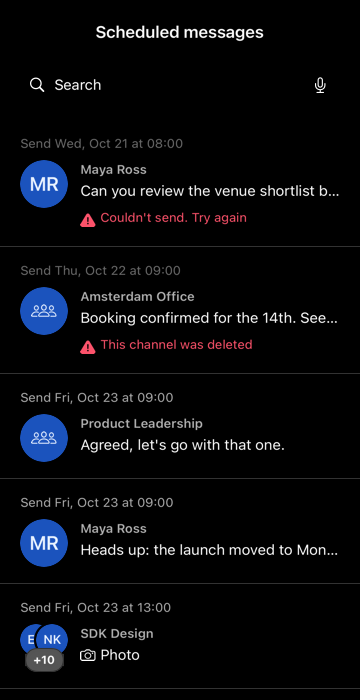 Scheduled messages
Search
Send Wed, Oct 21 at 08:00
MR
Maya Ross
Can you review the venue shortlist b...
Couldn't send. Try again
Send Thu, Oct 22 at 09:00
Amsterdam Office
Booking confirmed for the 14th. See...
This channel was deleted
Send Fri, Oct 23 at 09:00
Product Leadership
Agreed, let's go with that one.
Send Fri, Oct 23 at 09:00
MR
Maya Ross
Heads up: the launch moved to Mon...
Send Fri, Oct 23 at 13:00
E NK
+10
SDK Design
Photo